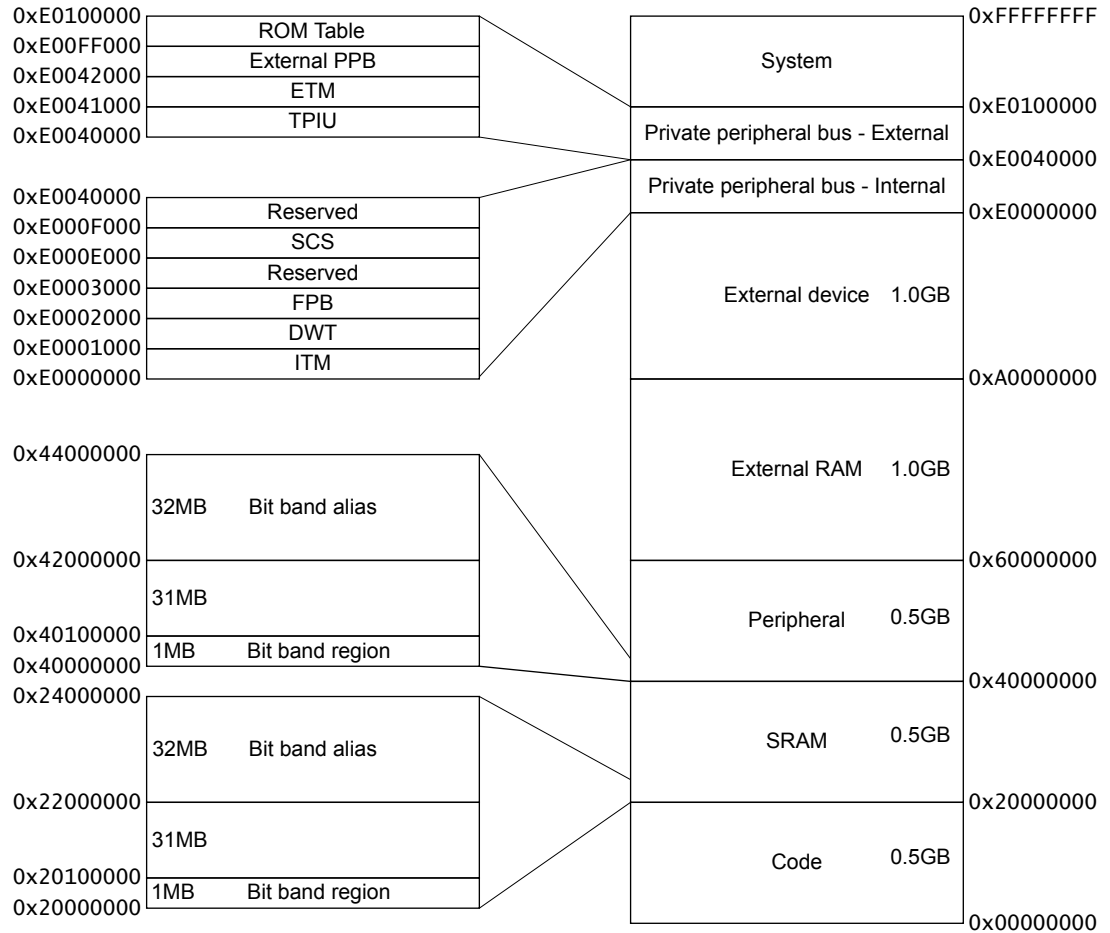 0xE0100000
ROM Table
0xE00FF000
External PPB
0xE0042000
ETM
0xE0041000
TPIU
0xE0040000
0xE0040000
Reserved
0xE000F000
SCS
0xE000E000
Reserved
0xE0003000
FPB
0xE0002000
DWT
0xE0001000
ITM
0xE0000000
0x44000000
32MB Bit band alias
0x42000000
31MB
0x40100000
1MB Bit band region
0x40000000
0x24000000
32MB Bit band alias
0x22000000
31MB
0x20100000
1MB Bit band region
0x20000000
0xFFFFFFFF
System
0xE0100000
Private peripheral bus - External
0xE0040000
Private peripheral bus - Internal
0xE0000000
External device 1.0GB
0xA0000000
External RAM 1.0GB
0x60000000
Peripheral 0.5GB
0x40000000
SRAM 0.5GB
0x20000000
Code 0.5GB
0x00000000